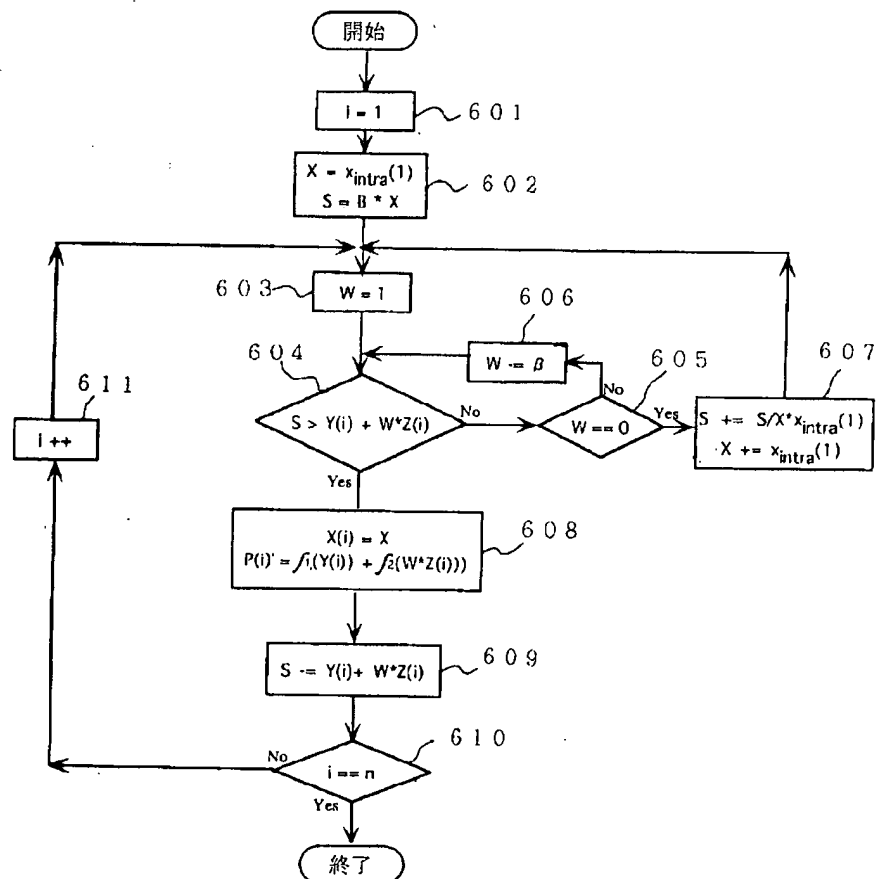 開始
i = 1
601
X = x_intra(1)
S = B * X
602
603
W = 1
606
W -= β
604
605
607
611
S > Y(i) + W*Z(i)
No
No
W == 0
Yes
S += S/X*x_intra(1)
X += x_intra(1)
i ++
Yes
X(i) = X
P(i)' = f1(Y(i)) + f2(W*Z(i)))
608
S -= Y(i)+ W*Z(i)
609
610
No
i == n
Yes
終了